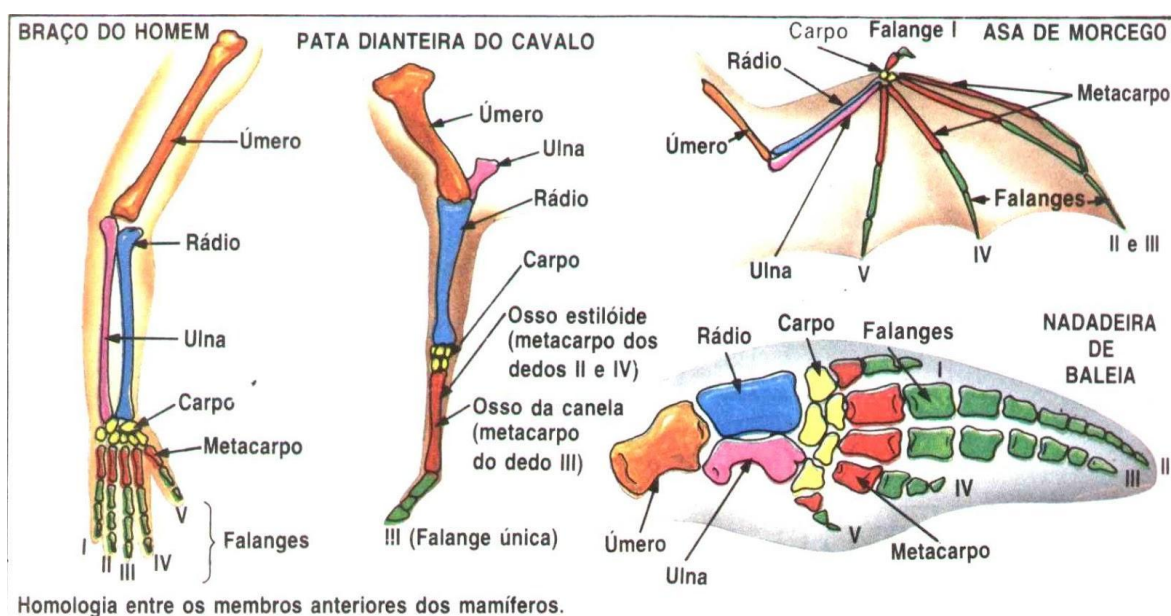 BRAÇO DO HOMEM
Úmero
Rádio
Ulna
Carpo
Metacarpo
I
II
III
IV
V
Falanges
PATA DIANTEIRA DO CAVALO
Úmero
Ulna
Rádio
Carpo
Osso estilóide
(metacarpo dos
dedos II e IV)
Osso da canela
(metacarpo
do dedo III)
III (Falange única)
ASA DE MORCEGO
Carpo
Falange I
Rádio
Metacarpo
Úmero
Falanges
II e III
IV
V
Ulna
NADADEIRA
DE
BALEIA
Rádio
Carpo
Falanges
I
II
III
IV
V
Úmero
Ulna
Metacarpo
Homologia entre os membros anteriores dos mamíferos.